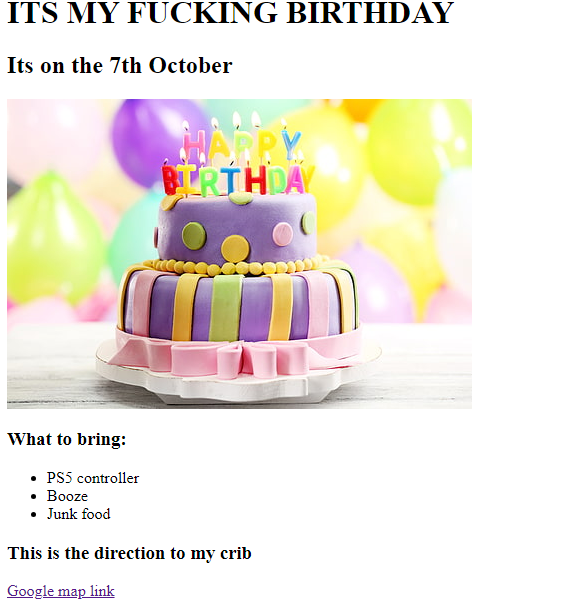 ITS MY FUCKING BIRTHDAY
Its on the 7th October
HAPPY
BIRTHDAY
What to bring:
PS5 controller
Booze
Junk food
This is the direction to my crib
Google map link